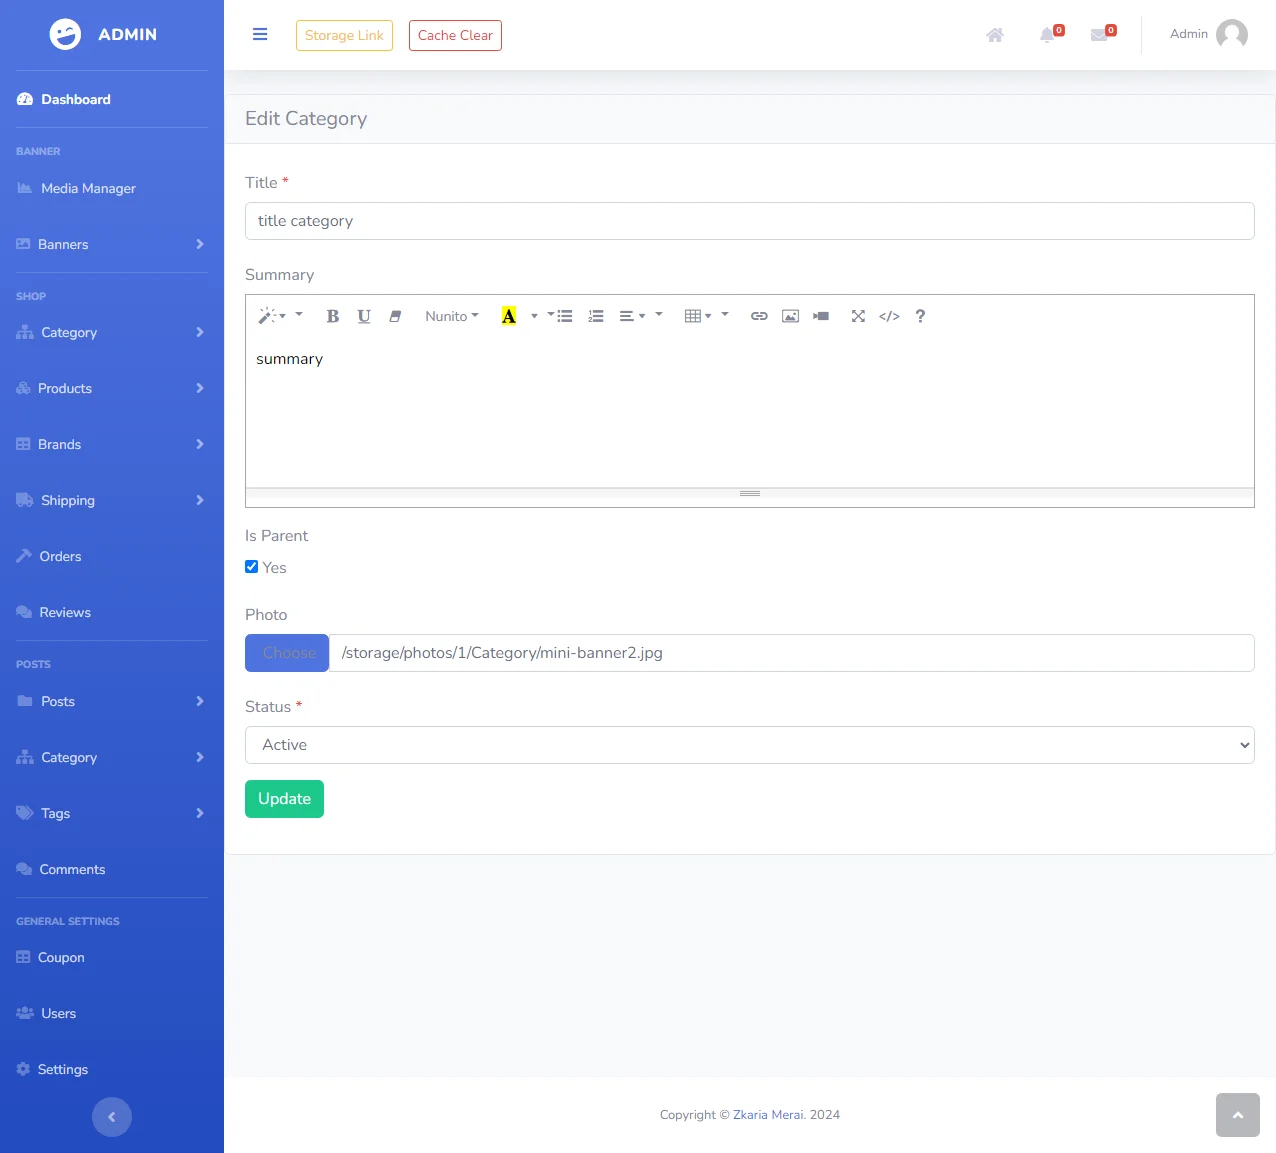 ADMIN
Dashboard
BANNER
Media Manager
Banners
SHOP
Category
Products
Brands
Shipping
Orders
Reviews
POSTS
Posts
Category
Tags
Comments
GENERAL SETTINGS
Coupon
Users
Settings
Storage Link
Cache Clear
0
0
Admin
Edit Category
Title *
title category
Summary
B U Nunito A </> ?
summary
Is Parent
Yes
Photo
Choose /storage/photos/1/Category/mini-banner2.jpg
Status *
Active
Update
Copyright © Zkaria Merai. 2024